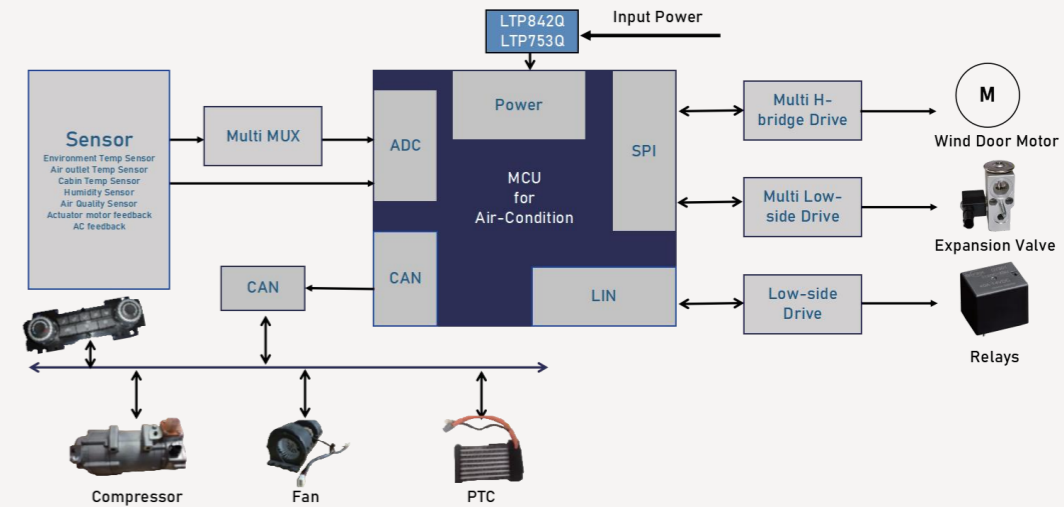 LTP842Q
LTP753Q
Input Power
Sensor
Environment Temp Sensor
Air outlet Temp Sensor
Cabin Temp Sensor
Humidity Sensor
Air Quality Sensor
Actuator motor feedback
AC feedback
Multi MUX
ADC
Power
SPI
MCU
for
Air-Condition
CAN
LIN
CAN
Multi H-
bridge Drive
M
Wind Door Motor
Multi Low-
side Drive
Expansion Valve
Low-side
Drive
Relays
Compressor
Fan
PTC